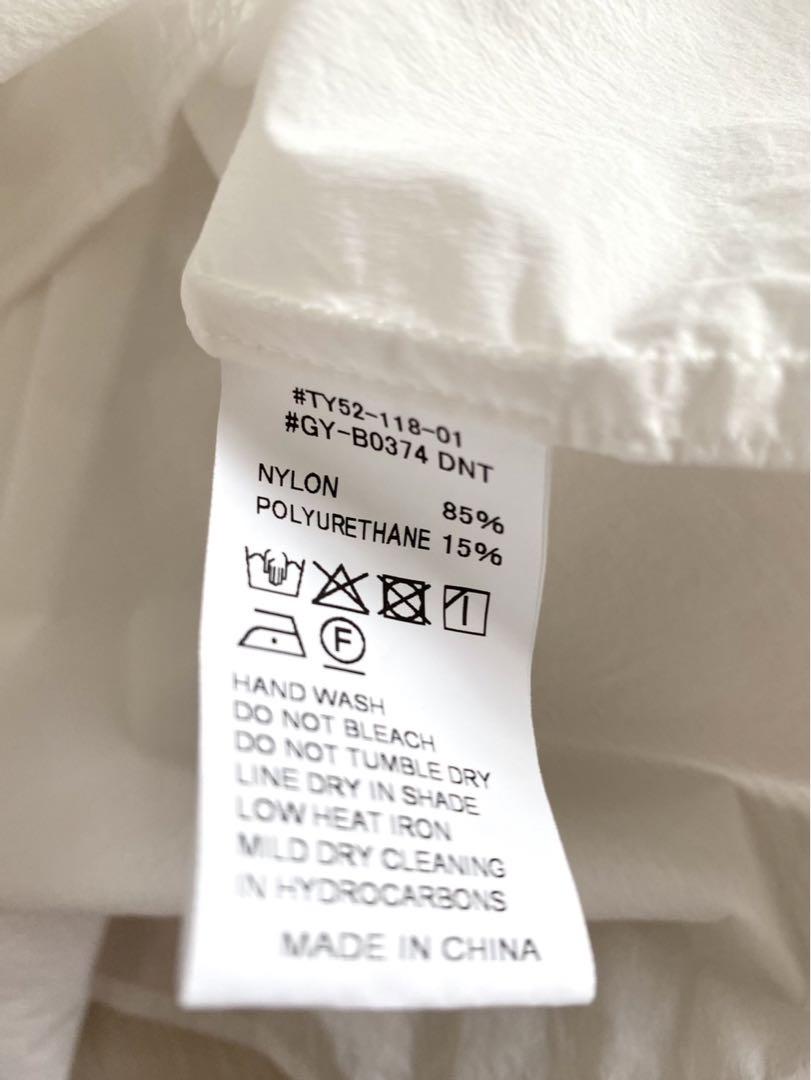 #TY52-118-01
#GY-B0374 DNT
NYLON 85%
POLYURETHANE 15%
F
HAND WASH
DO NOT BLEACH
DO NOT TUMBLE DRY
LINE DRY IN SHADE
LOW HEAT IRON
MILD DRY CLEANING
IN HYDROCARBONS
MADE IN CHINA